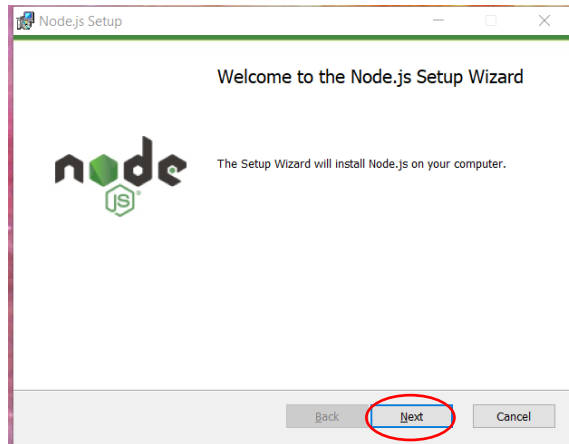 Node.js Setup
Welcome to the Node.js Setup Wizard
node
JS
The Setup Wizard will install Node.js on your computer.
Back Next Cancel